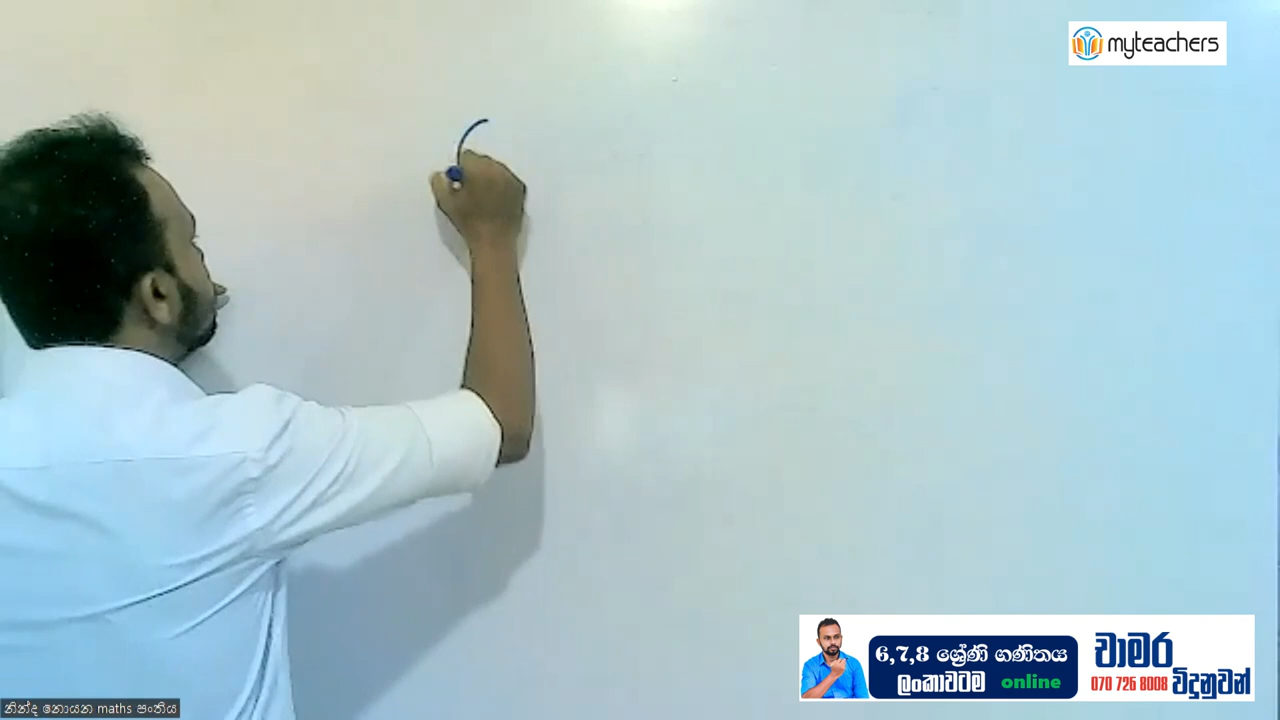 myteachers
6,7,8 ශ්‍රේණි ගණිතය
ලංකාවටම online
චාමර
070 726 8008 විදුනුවන්
නින්ද නොයන maths පංතිය